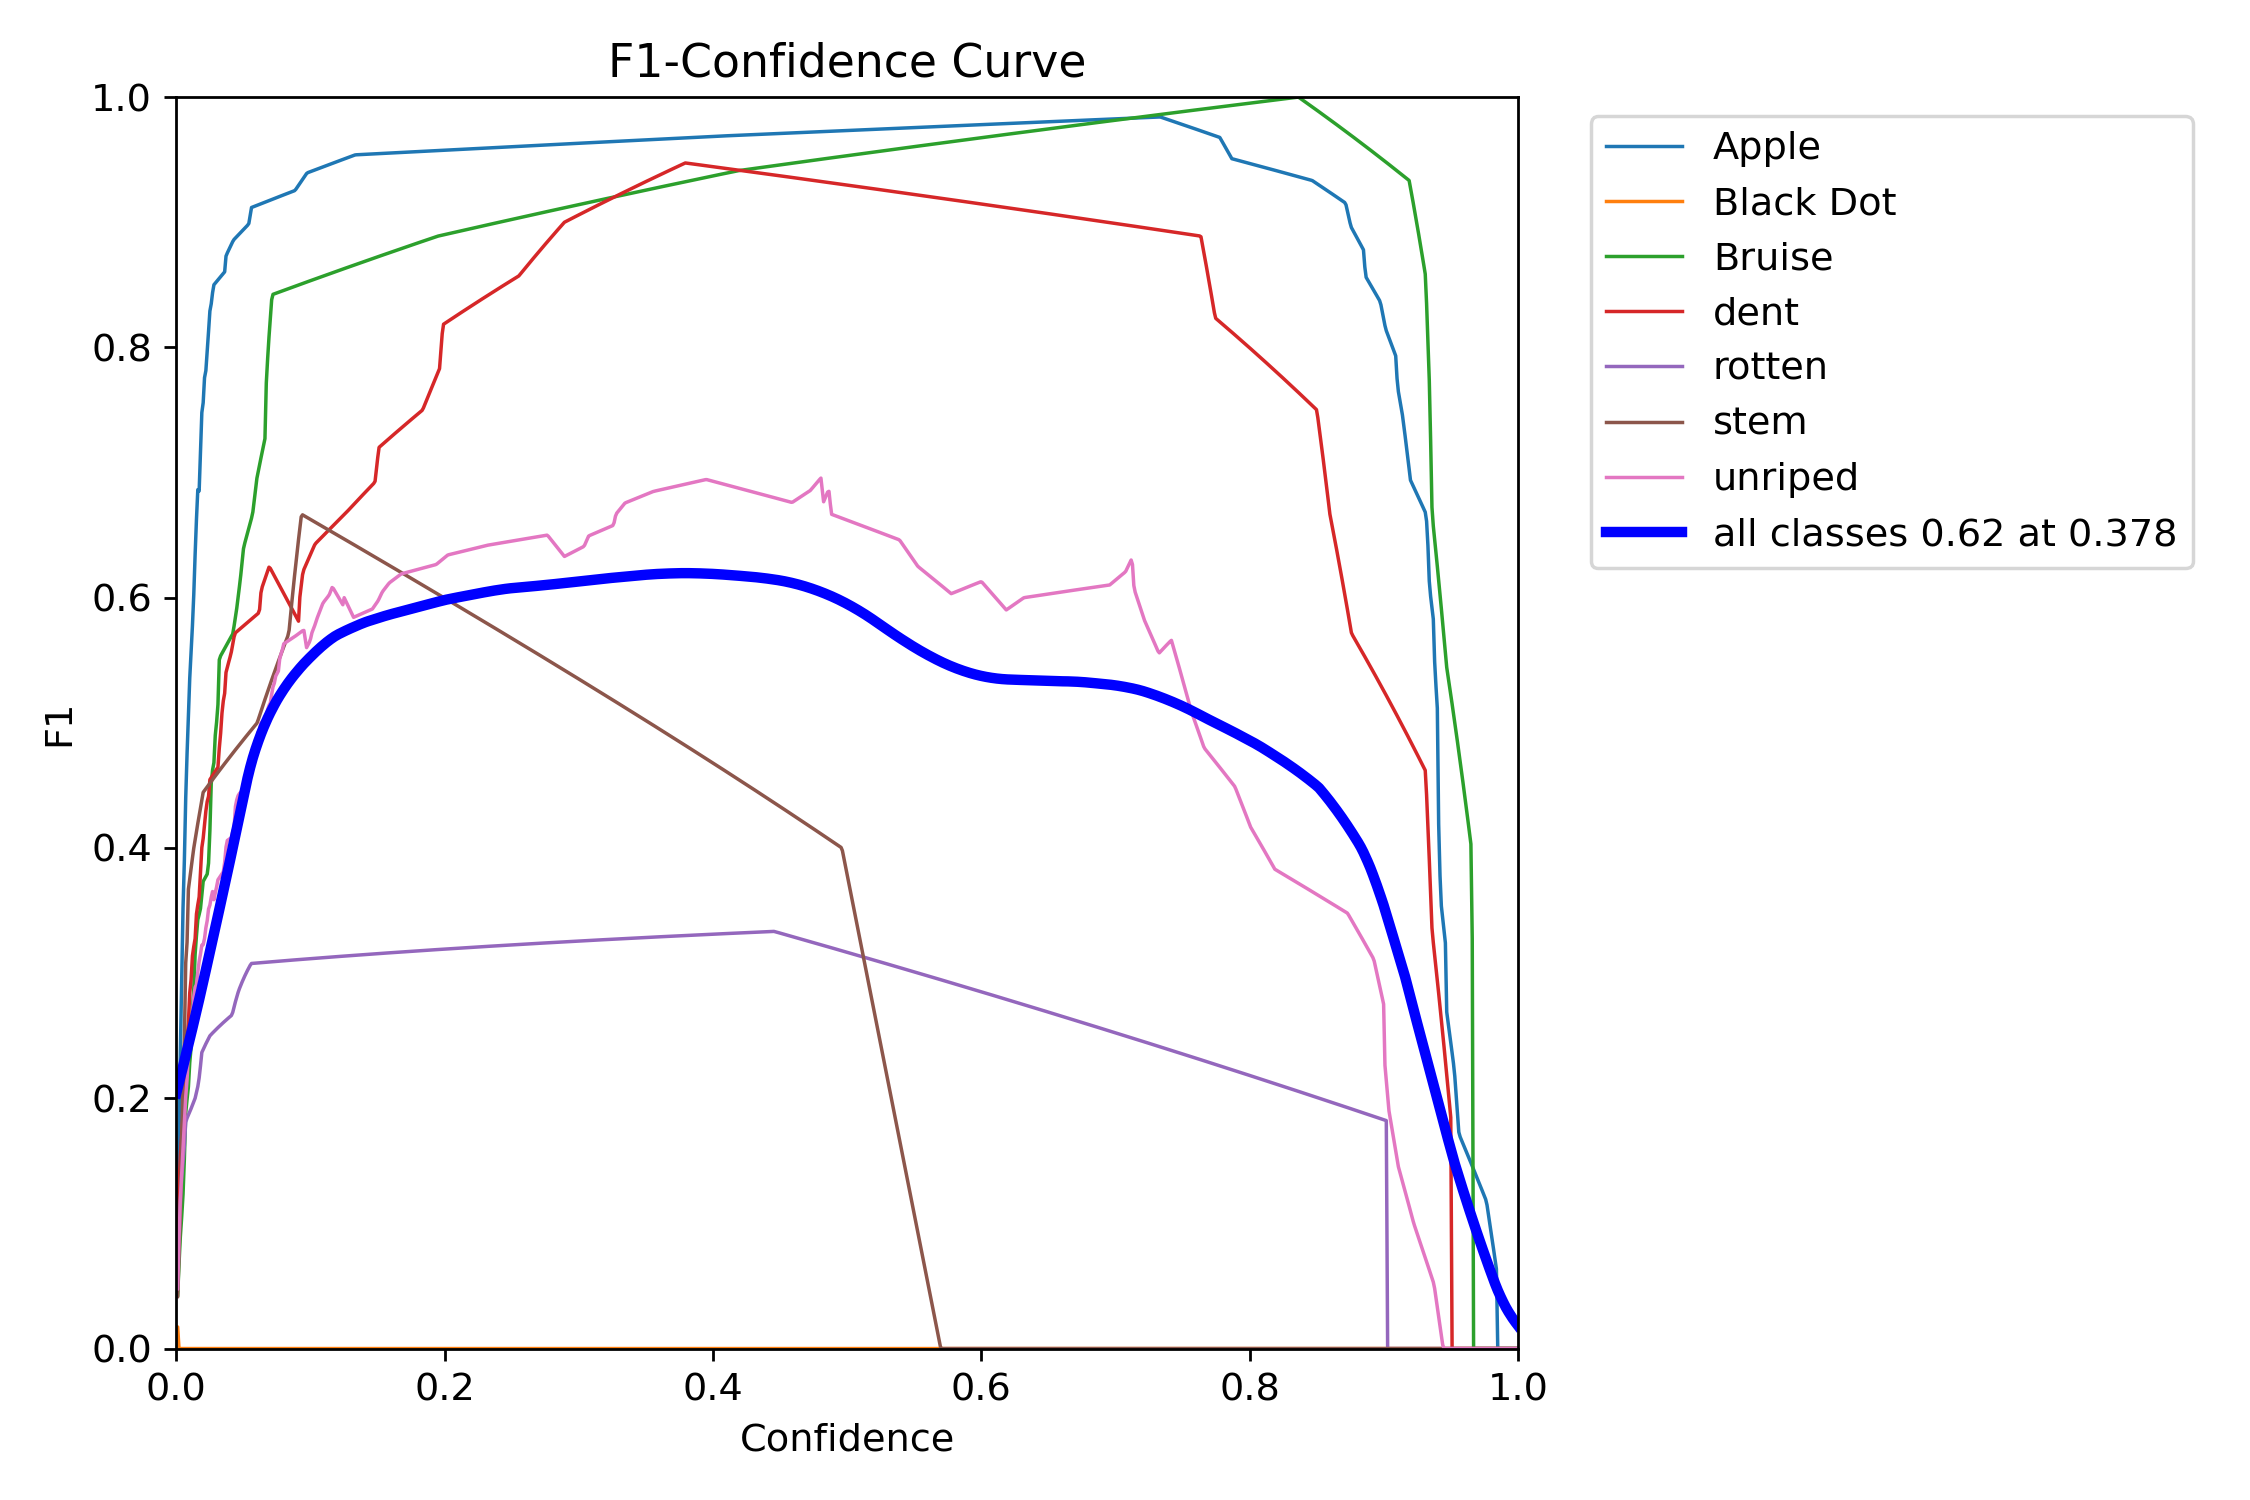 F1-Confidence Curve
1.0
0.8
0.6
0.4
0.2
0.0
F1
0.0 0.2 0.4 0.6 0.8 1.0
Confidence
Apple
Black Dot
Bruise
dent
rotten
stem
unriped
all classes 0.62 at 0.378